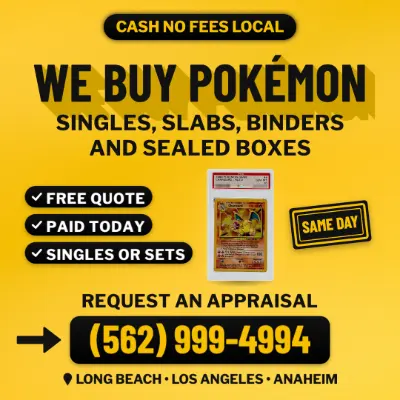 CASH NO FEES LOCAL
WE BUY POKÉMON
SINGLES, SLABS, BINDERS
AND SEALED BOXES
FREE QUOTE
PAID TODAY
SINGLES OR SETS
SAME DAY
REQUEST AN APPRAISAL
(562) 999-4994
LONG BEACH • LOS ANGELES • ANAHEIM